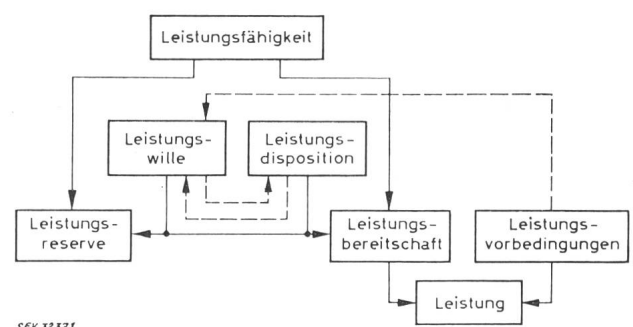 Leistungsfähigkeit
Leistungs-
wille
Leistungs-
disposition
Leistungs-
reserve
Leistungs-
bereitschaft
Leistungs-
vorbedingungen
Leistung